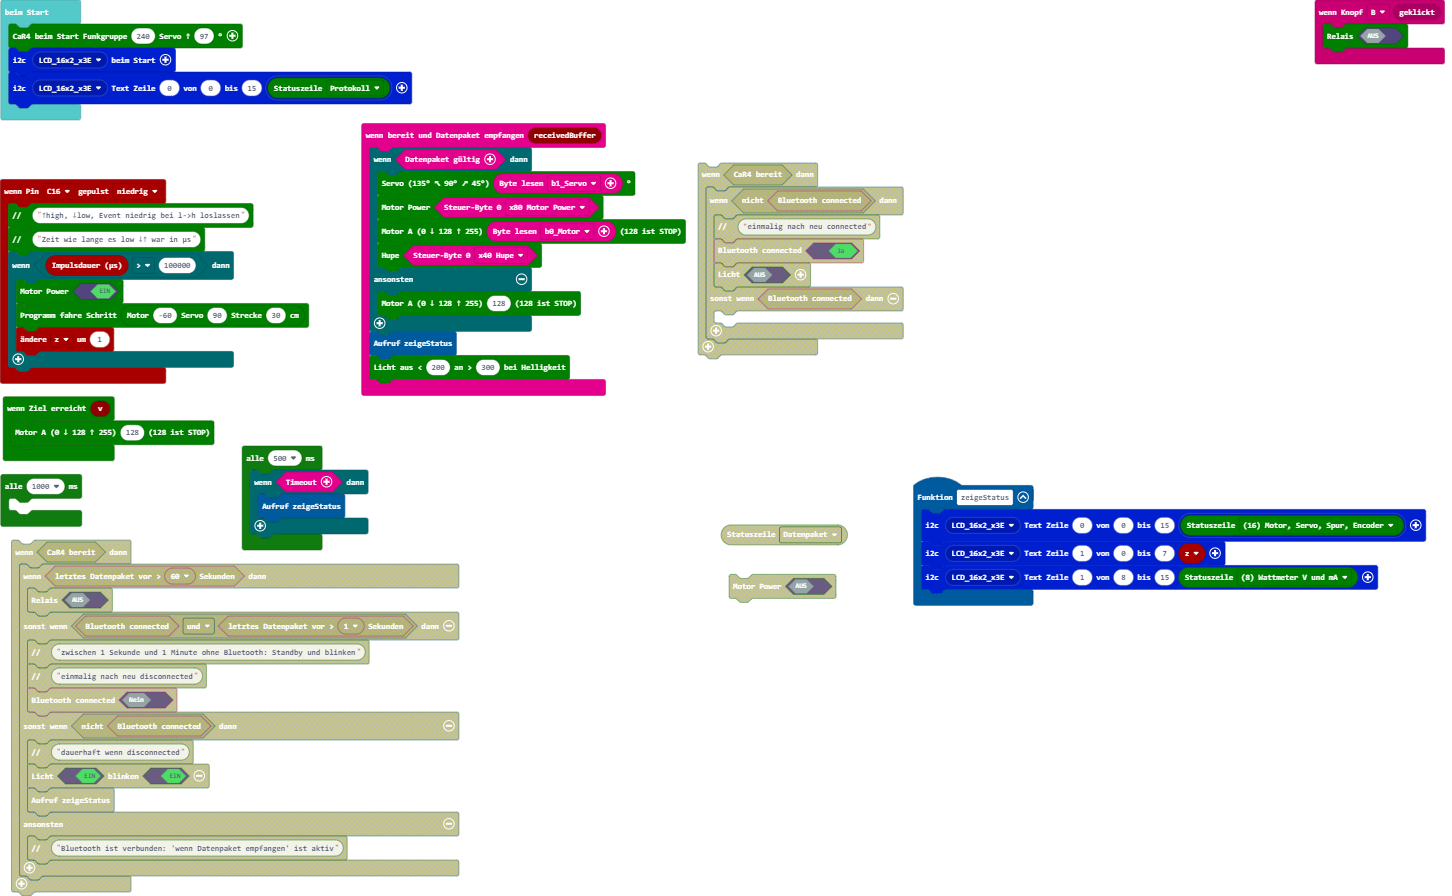 beim Start
CaR4 beim Start Funkgruppe 240 Servo ↑ 97 °
i2c LCD_16x2_x3E beim Start
i2c LCD_16x2_x3E Text Zeile 0 von 0 bis 15 Statuszeile Protokoll
wenn Knopf B geklickt
Relais AUS
wenn bereit und Datenpaket empfangen receivedBuffer
wenn Datenpaket gültig dann
Servo (135° ↖ 90° ↗ 45°) Byte lesen b1_Servo °
Motor Power Steuer-Byte 0 x80 Motor Power
Motor A (0 ↓ 128 ↑ 255) Byte lesen b0_Motor (128 ist STOP)
Hupe Steuer-Byte 0 x40 Hupe
ansonsten
Motor A (0 ↓ 128 ↑ 255) 128 (128 ist STOP)
Aufruf zeigeStatus
Licht aus < 200 an > 300 bei Helligkeit
wenn CaR4 bereit dann
wenn nicht Bluetooth connected dann
// "einmalig nach neu connected"
Bluetooth connected Ja
Licht AUS
sonst wenn Bluetooth connected dann
wenn Pin C16 gepulst niedrig
// "↑high, ↓low, Event niedrig bei l->h loslassen"
// "Zeit wie lange es low ↓↑ war in µs"
wenn Impulsdauer (µs) > 100000 dann
Motor Power EIN
Programm fahre Schritt Motor -60 Servo 90 Strecke 30 cm
ändere z um 1
wenn Ziel erreicht v
Motor A (0 ↓ 128 ↑ 255) 128 (128 ist STOP)
alle 1000 ms
alle 500 ms
wenn Timeout dann
Aufruf zeigeStatus
Statuszeile Datenpaket
Motor Power AUS
Funktion zeigeStatus
i2c LCD_16x2_x3E Text Zeile 0 von 0 bis 15 Statuszeile (16) Motor, Servo, Spur, Encoder
i2c LCD_16x2_x3E Text Zeile 1 von 0 bis 7 z
i2c LCD_16x2_x3E Text Zeile 1 von 8 bis 15 Statuszeile (8) Wattmeter V und mA
wenn CaR4 bereit dann
wenn letztes Datenpaket vor > 60 Sekunden dann
Relais AUS
sonst wenn Bluetooth connected und letztes Datenpaket vor > 1 Sekunden dann
// "zwischen 1 Sekunde und 1 Minute ohne Bluetooth: Standby und blinken"
// "einmalig nach neu disconnected"
Bluetooth connected Nein
sonst wenn nicht Bluetooth connected dann
// "dauerhaft wenn disconnected"
Licht EIN blinken EIN
Aufruf zeigeStatus
ansonsten
// "Bluetooth ist verbunden: 'wenn Datenpaket empfangen' ist aktiv"